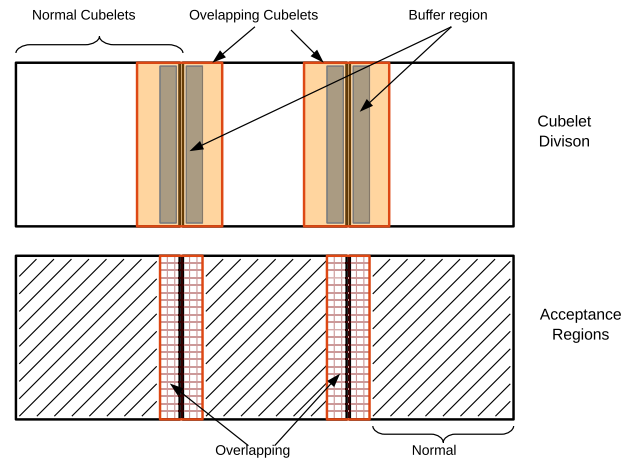 Normal Cubelets
Ovelapping Cubelets
Buffer region
Cubelet
Divison
Acceptance
Regions
Overlapping
Normal